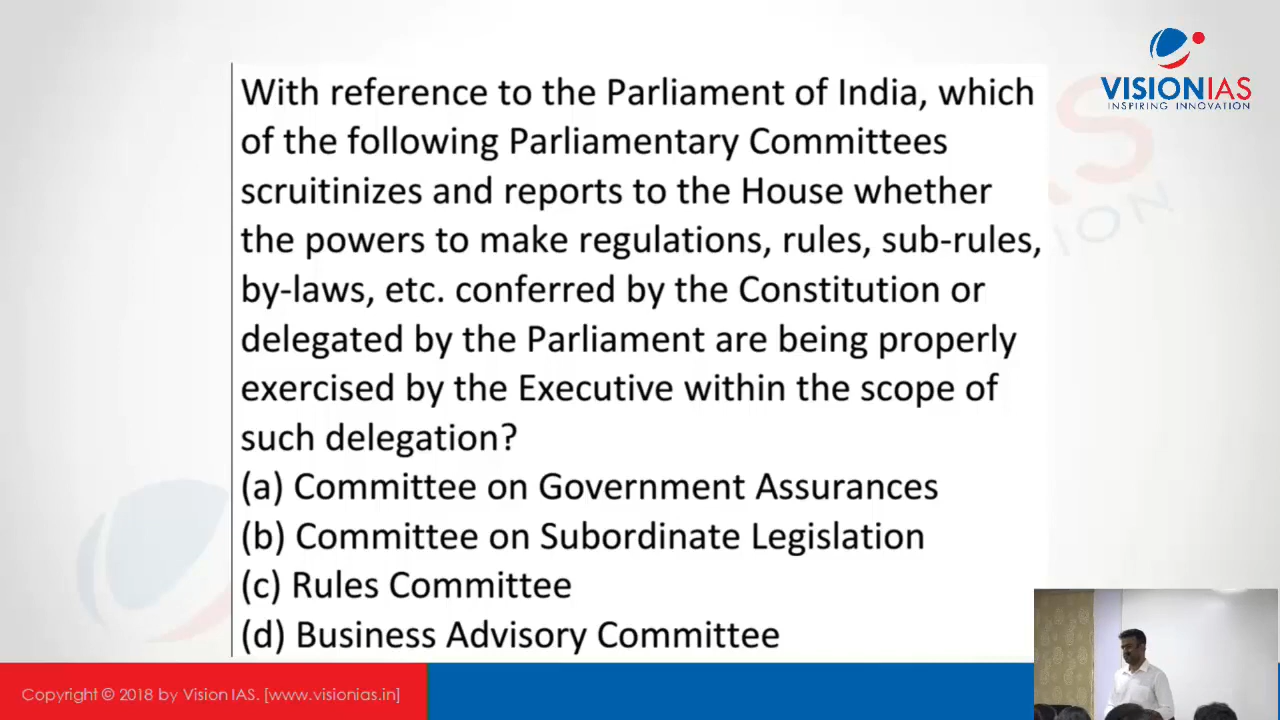 VISIONIAS
INSPIRING INNOVATION
With reference to the Parliament of India, which
of the following Parliamentary Committees
scruitinizes and reports to the House whether
the powers to make regulations, rules, sub-rules,
by-laws, etc. conferred by the Constitution or
delegated by the Parliament are being properly
exercised by the Executive within the scope of
such delegation?
(a) Committee on Government Assurances
(b) Committee on Subordinate Legislation
(c) Rules Committee
(d) Business Advisory Committee
Copyright © 2018 by Vision IAS. [www.visionias.in]